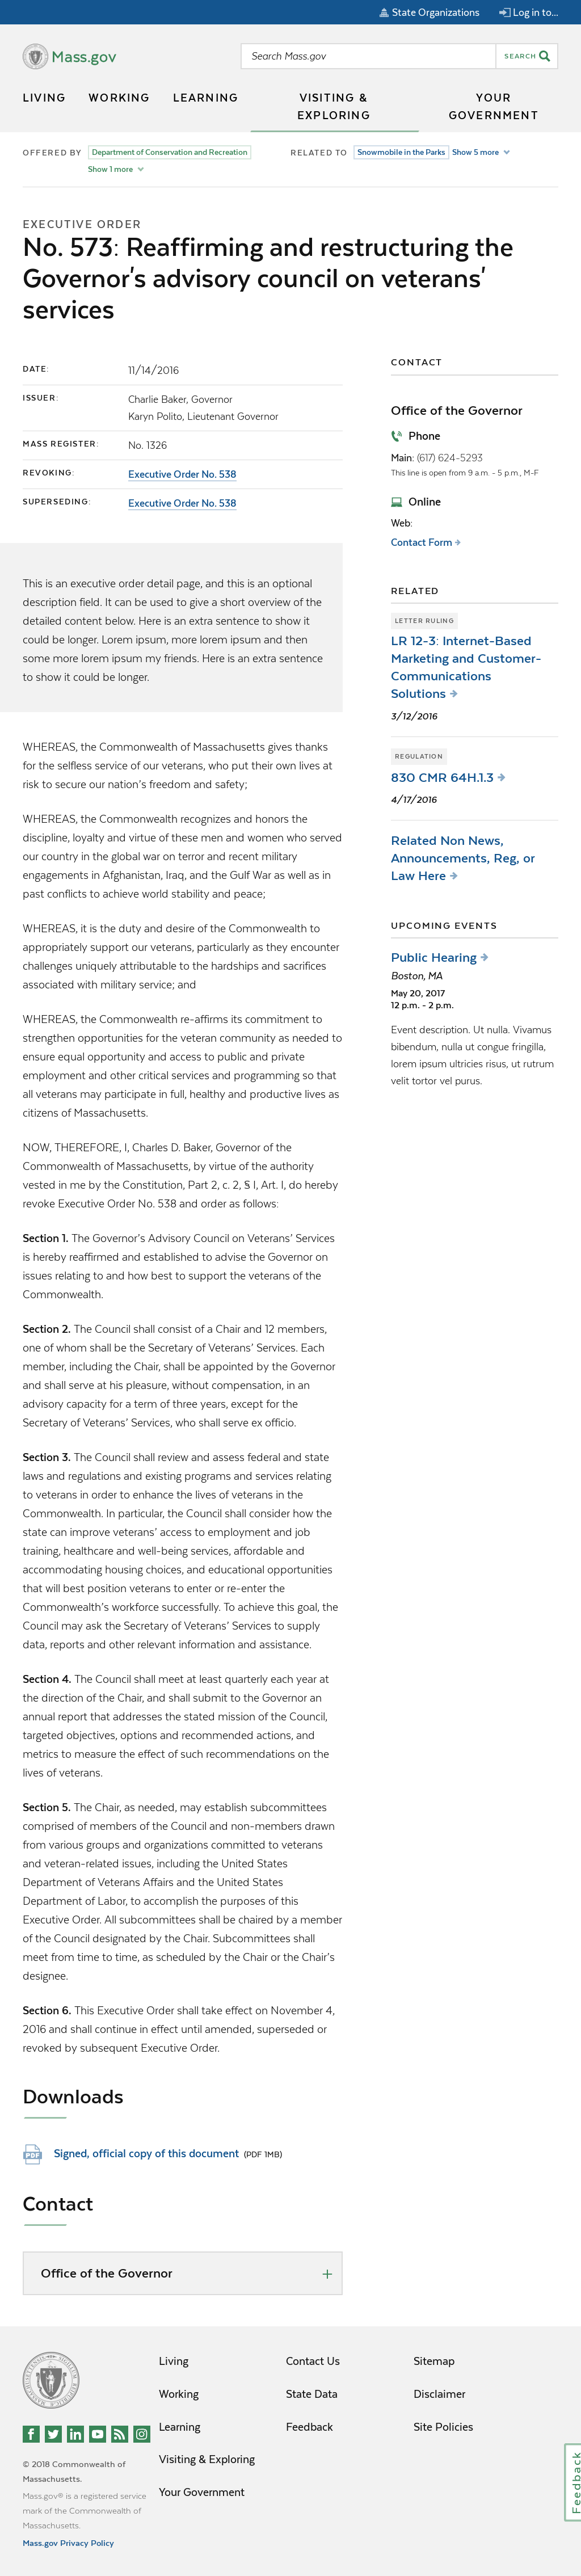 State Organizations Log in to...
Mass.gov
Search Mass.gov SEARCH
LIVING WORKING LEARNING VISITING & EXPLORING YOUR GOVERNMENT
OFFERED BY Department of Conservation and Recreation
Show 1 more
RELATED TO Snowmobile in the Parks Show 5 more
EXECUTIVE ORDER
No. 573: Reaffirming and restructuring the
Governor's advisory council on veterans'
services
DATE: 11/14/2016
ISSUER: Charlie Baker, Governor
Karyn Polito, Lieutenant Governor
MASS REGISTER: No. 1326
REVOKING: Executive Order No. 538
SUPERSEDING: Executive Order No. 538
This is an executive order detail page, and this is an optional
description field. It can be used to give a short overview of the
detailed content below. Here is an extra sentence to show it
could be longer. Lorem ipsum, more lorem ipsum and then
some more lorem ipsum my friends. Here is an extra sentence
to show it could be longer.
WHEREAS, the Commonwealth of Massachusetts gives thanks
for the selfless service of our veterans, who put their own lives at
risk to secure our nation's freedom and safety;
WHEREAS, the Commonwealth recognizes and honors the
discipline, loyalty and virtue of these men and women who served
our country in the global war on terror and recent military
engagements in Afghanistan, Iraq, and the Gulf War as well as in
past conflicts to achieve world stability and peace;
WHEREAS, it is the duty and desire of the Commonwealth to
appropriately support our veterans, particularly as they encounter
challenges uniquely attributable to the hardships and sacrifices
associated with military service; and
WHEREAS, the Commonwealth re-affirms its commitment to
strengthen opportunities for the veteran community as needed to
ensure equal opportunity and access to public and private
employment and other critical services and programming so that
all veterans may participate in full, healthy and productive lives as
citizens of Massachusetts.
NOW, THEREFORE, I, Charles D. Baker, Governor of the
Commonwealth of Massachusetts, by virtue of the authority
vested in me by the Constitution, Part 2, c. 2, § I, Art. I, do hereby
revoke Executive Order No. 538 and order as follows:
Section 1. The Governor's Advisory Council on Veterans' Services
is hereby reaffirmed and established to advise the Governor on
issues relating to and how best to support the veterans of the
Commonwealth.
Section 2. The Council shall consist of a Chair and 12 members,
one of whom shall be the Secretary of Veterans' Services. Each
member, including the Chair, shall be appointed by the Governor
and shall serve at his pleasure, without compensation, in an
advisory capacity for a term of three years, except for the
Secretary of Veterans' Services, who shall serve ex officio.
Section 3. The Council shall review and assess federal and state
laws and regulations and existing programs and services relating
to veterans in order to enhance the lives of veterans in the
Commonwealth. In particular, the Council shall consider how the
state can improve veterans' access to employment and job
training, healthcare and well-being services, affordable and
accommodating housing choices, and educational opportunities
that will best position veterans to enter or re-enter the
Commonwealth's workforce successfully. To achieve this goal, the
Council may ask the Secretary of Veterans' Services to supply
data, reports and other relevant information and assistance.
Section 4. The Council shall meet at least quarterly each year at
the direction of the Chair, and shall submit to the Governor an
annual report that addresses the stated mission of the Council,
targeted objectives, options and recommended actions, and
metrics to measure the effect of such recommendations on the
lives of veterans.
Section 5. The Chair, as needed, may establish subcommittees
comprised of members of the Council and non-members drawn
from various groups and organizations committed to veterans
and veteran-related issues, including the United States
Department of Veterans Affairs and the United States
Department of Labor, to accomplish the purposes of this
Executive Order. All subcommittees shall be chaired by a member
of the Council designated by the Chair. Subcommittees shall
meet from time to time, as scheduled by the Chair or the Chair's
designee.
Section 6. This Executive Order shall take effect on November 4,
2016 and shall continue in effect until amended, superseded or
revoked by subsequent Executive Order.
Downloads
PDF Signed, official copy of this document (PDF 1MB)
Contact
Office of the Governor
CONTACT
Office of the Governor
Phone
Main: (617) 624-5293
This line is open from 9 a.m. - 5 p.m., M-F
Online
Web:
Contact Form
RELATED
LETTER RULING
LR 12-3: Internet-Based
Marketing and Customer-
Communications
Solutions
3/12/2016
REGULATION
830 CMR 64H.1.3
4/17/2016
Related Non News,
Announcements, Reg, or
Law Here
UPCOMING EVENTS
Public Hearing
Boston, MA
May 20, 2017
12 p.m. - 2 p.m.
Event description. Ut nulla. Vivamus
bibendum, nulla ut congue fringilla,
lorem ipsum ultricies risus, ut rutrum
velit tortor vel purus.
Living Contact Us Sitemap
Working State Data Disclaimer
Learning Feedback Site Policies
Visiting & Exploring
Your Government
© 2018 Commonwealth of
Massachusetts.
Mass.gov® is a registered service
mark of the Commonwealth of
Massachusetts.
Mass.gov Privacy Policy
Feedback